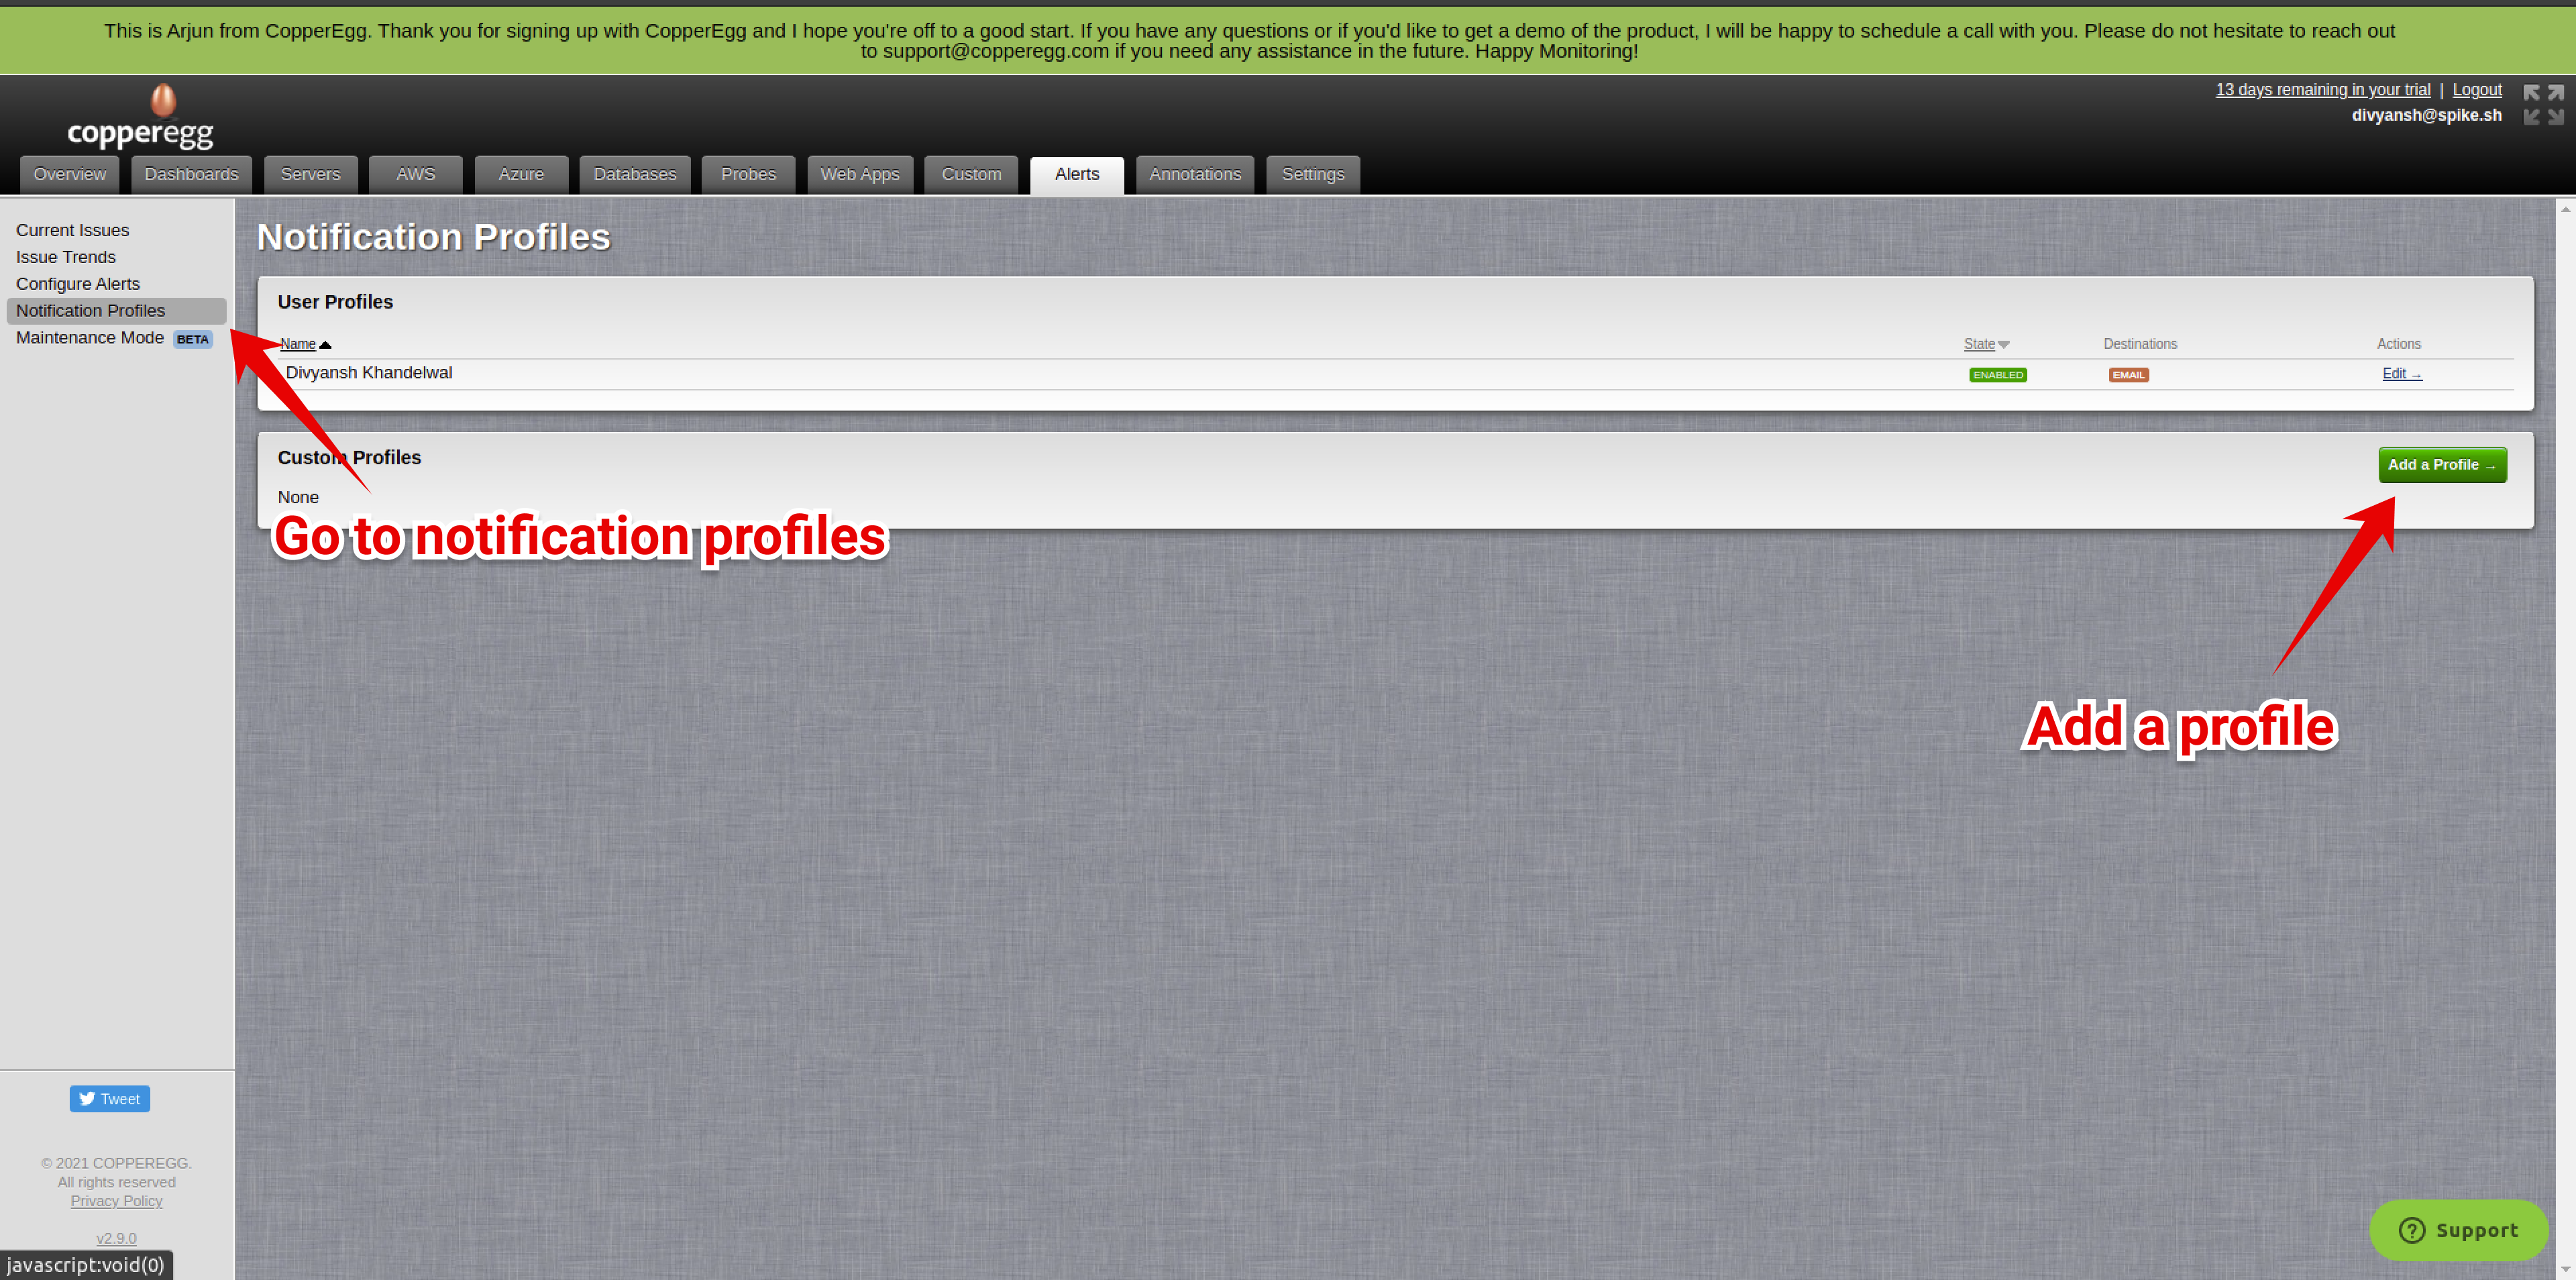 This is Arjun from CopperEgg. Thank you for signing up with CopperEgg and I hope you're off to a good start. If you have any questions or if you'd like to get a demo of the product, I will be happy to schedule a call with you. Please do not hesitate to reach out
to support@copperegg.com if you need any assistance in the future. Happy Monitoring!
copperegg
13 days remaining in your trial | Logout
divyansh@spike.sh
Overview Dashboards Servers AWS Azure Databases Probes Web Apps Custom Alerts Annotations Settings
Current Issues
Issue Trends
Configure Alerts
Notification Profiles
Maintenance Mode BETA
Notification Profiles
User Profiles
Name State Destinations Actions
Divyansh Khandelwal ENABLED EMAIL Edit →
Custom Profiles
Add a Profile →
None
Go to notification profiles
Add a profile
Tweet
© 2021 COPPEREGG.
All rights reserved
Privacy Policy
v2.9.0
javascript:void(0)
Support